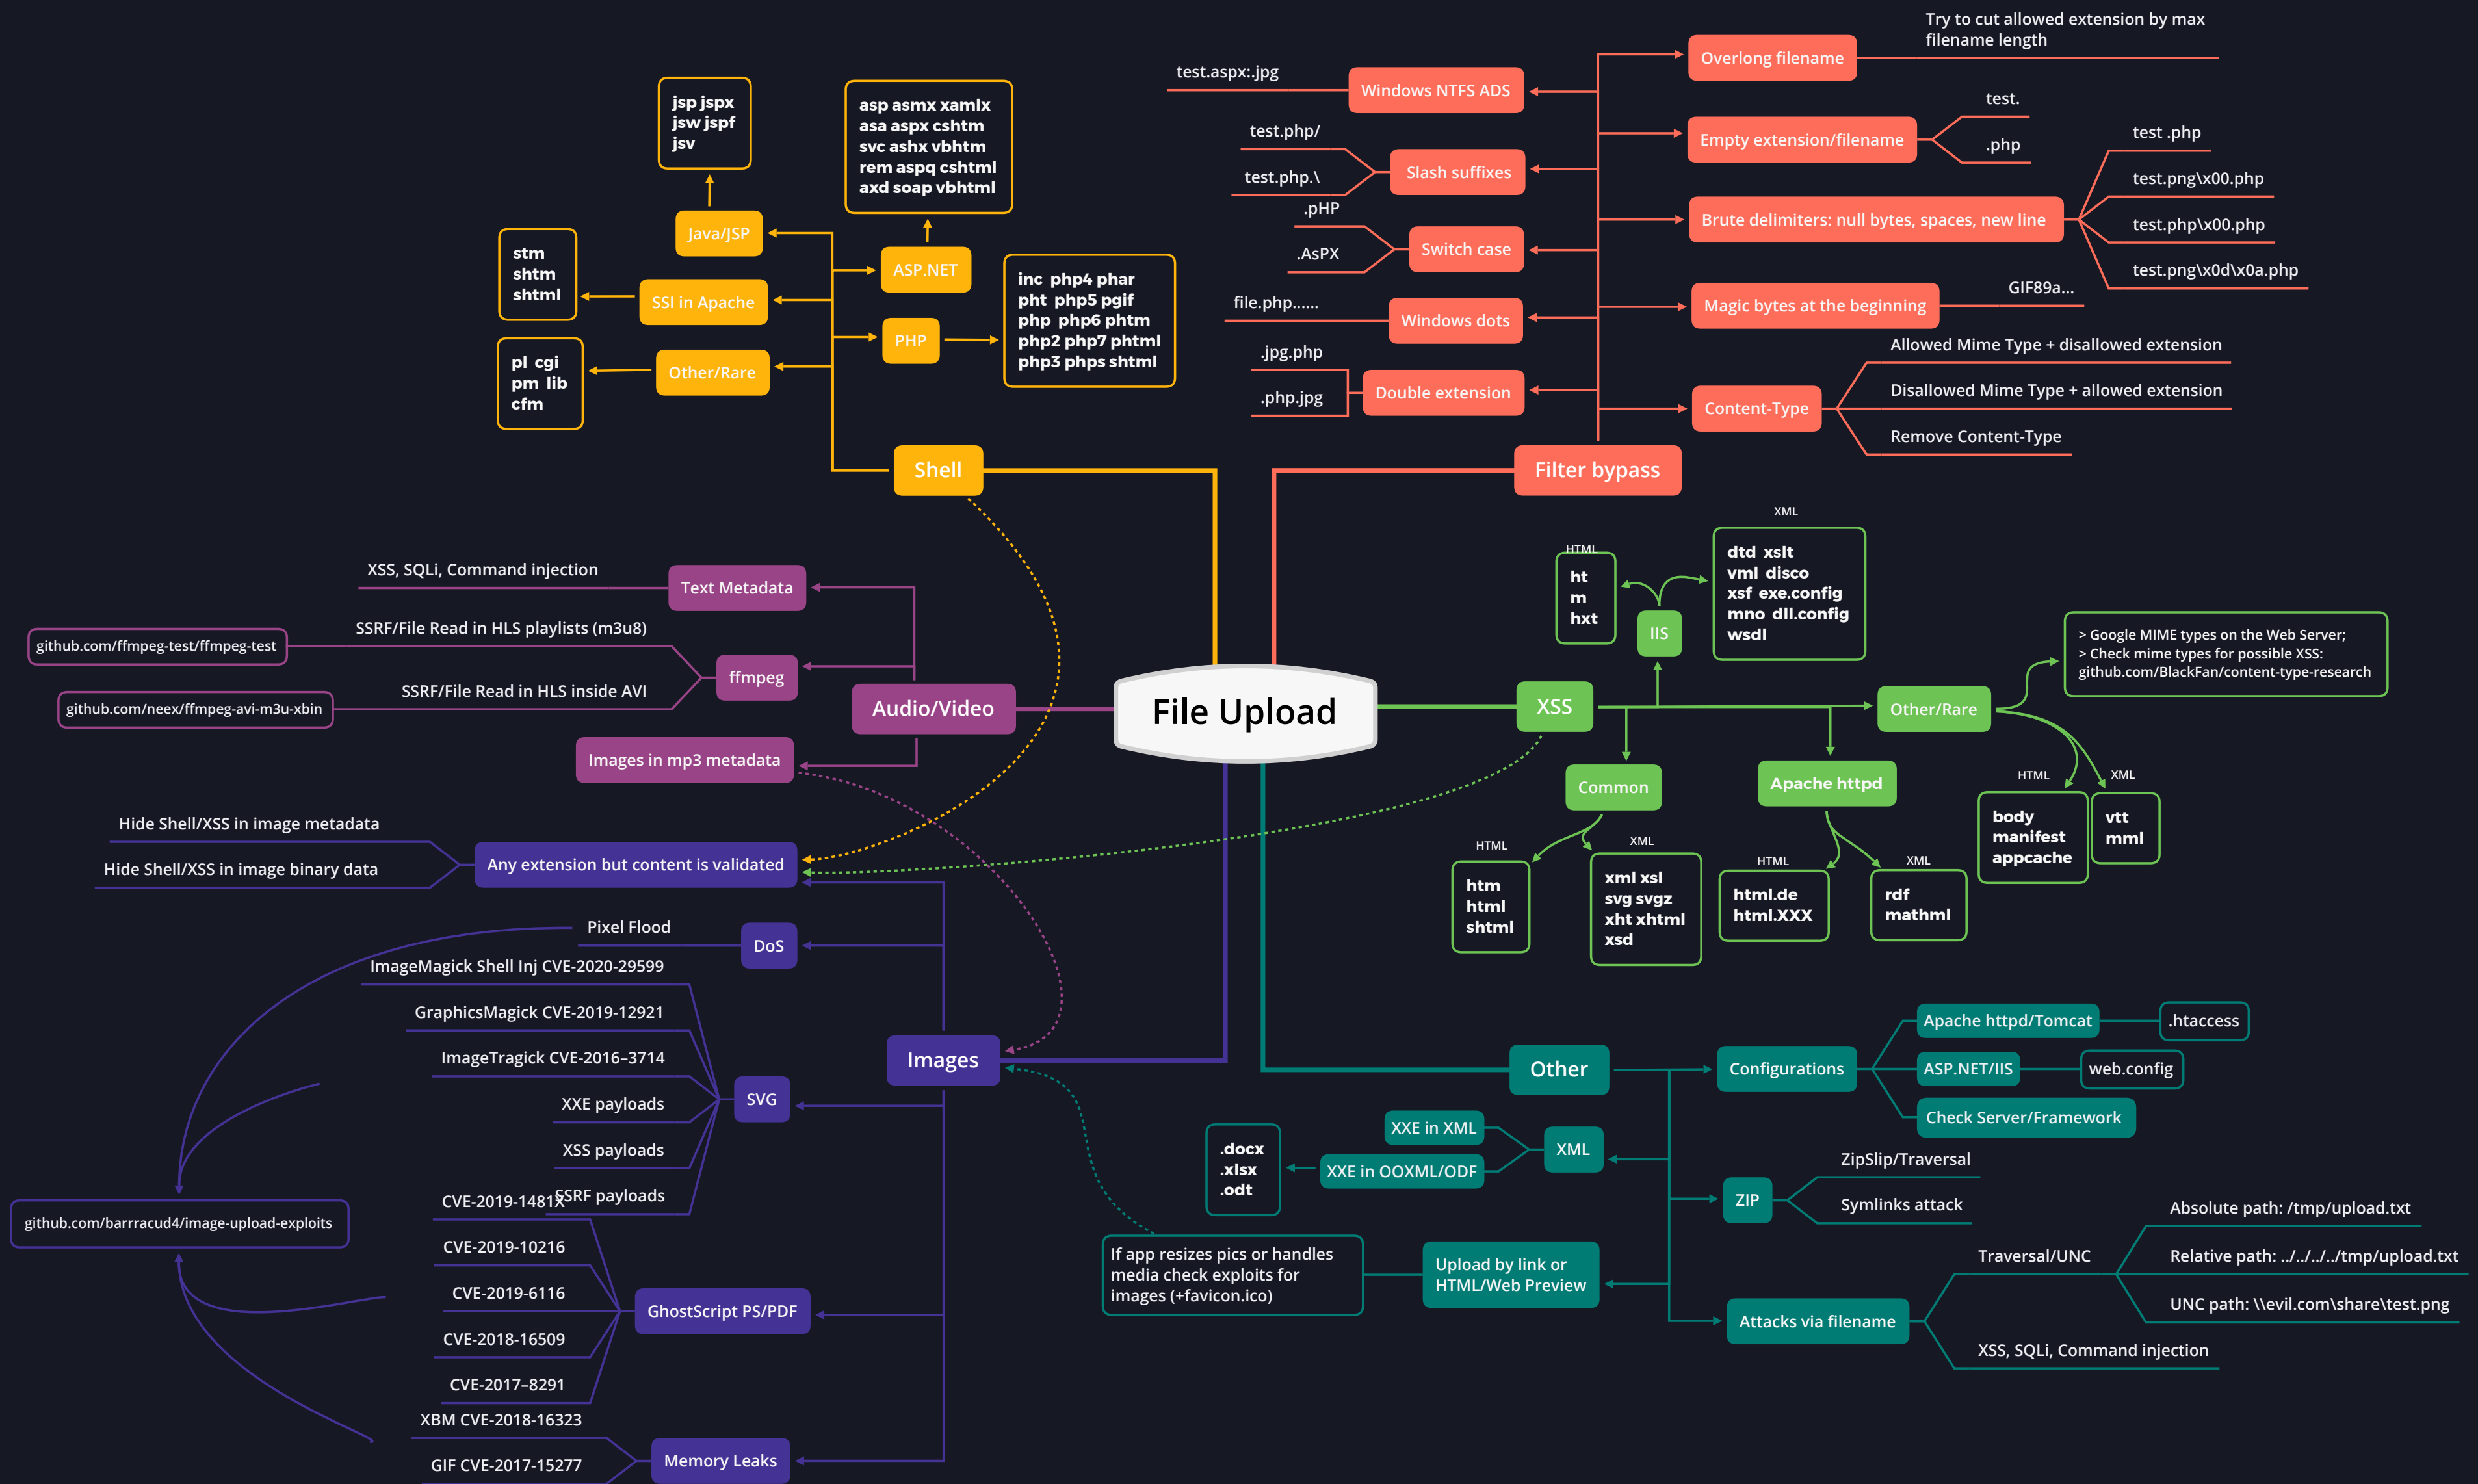 File Upload
Shell
Java/JSP
jsp jspx
jsw jspf
jsv
SSI in Apache
stm
shtm
shtml
Other/Rare
pl cgi
pm lib
cfm
ASP.NET
asp asmx xamlx
asa aspx cshtm
svc ashx vbhtm
rem aspq cshtml
axd soap vbhtml
PHP
inc php4 phar
pht php5 pgif
php php6 phtm
php2 php7 phtml
php3 phps shtml
Filter bypass
Windows NTFS ADS
test.aspx:.jpg
Slash suffixes
test.php/
test.php.\
Switch case
.pHP
.AsPX
Windows dots
file.php......
Double extension
.jpg.php
.php.jpg
Overlong filename
Try to cut allowed extension by max
filename length
Empty extension/filename
test.
.php
Brute delimiters: null bytes, spaces, new line
test .php
test.png\x00.php
test.php\x00.php
test.png\x0d\x0a.php
Magic bytes at the beginning
GIF89a...
Content-Type
Allowed Mime Type + disallowed extension
Disallowed Mime Type + allowed extension
Remove Content-Type
Audio/Video
Text Metadata
XSS, SQLi, Command injection
ffmpeg
SSRF/File Read in HLS playlists (m3u8)
github.com/ffmpeg-test/ffmpeg-test
SSRF/File Read in HLS inside AVI
github.com/neex/ffmpeg-avi-m3u-xbin
Images in mp3 metadata
XSS
IIS
HTML
ht
m
hxt
XML
dtd xslt
vml disco
xsf exe.config
mno dll.config
wsdl
Common
HTML
htm
html
shtml
XML
xml xsl
svg svgz
xht xhtml
xsd
Apache httpd
HTML
html.de
html.XXX
XML
rdf
mathml
Other/Rare
> Google MIME types on the Web Server;
> Check mime types for possible XSS:
github.com/BlackFan/content-type-research
HTML
body
manifest
appcache
XML
vtt
mml
Images
Any extension but content is validated
Hide Shell/XSS in image metadata
Hide Shell/XSS in image binary data
DoS
Pixel Flood
SVG
ImageMagick Shell Inj CVE-2020-29599
GraphicsMagick CVE-2019-12921
ImageTragick CVE-2016–3714
XXE payloads
XSS payloads
SSRF payloads
GhostScript PS/PDF
CVE-2019-1481X
CVE-2019-10216
CVE-2019-6116
CVE-2018-16509
CVE-2017–8291
Memory Leaks
XBM CVE-2018-16323
GIF CVE-2017-15277
github.com/barrracud4/image-upload-exploits
Other
Configurations
Apache httpd/Tomcat
.htaccess
ASP.NET/IIS
web.config
Check Server/Framework
XML
XXE in XML
XXE in OOXML/ODF
.docx
.xlsx
.odt
ZIP
ZipSlip/Traversal
Symlinks attack
Upload by link or
HTML/Web Preview
If app resizes pics or handles
media check exploits for
images (+favicon.ico)
Attacks via filename
Traversal/UNC
Absolute path: /tmp/upload.txt
Relative path: ../../../../tmp/upload.txt
UNC path: \\evil.com\share\test.png
XSS, SQLi, Command injection